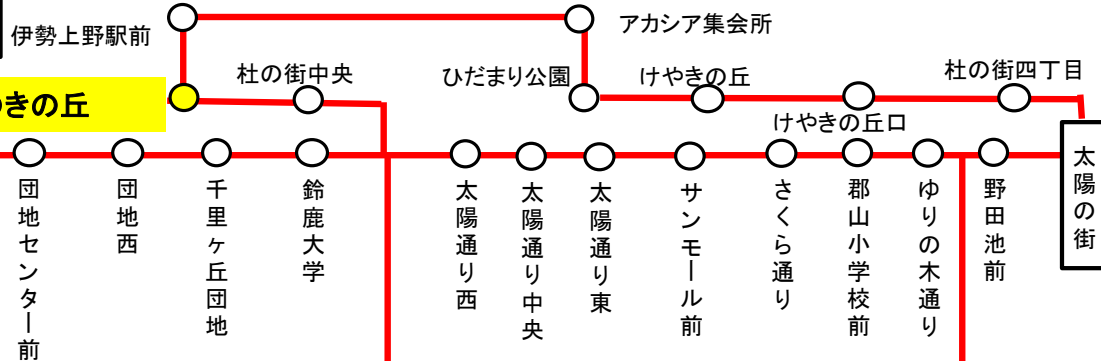 伊勢上野駅前
アカシア集会所
杜の街中央
ひだまり公園
けやきの丘
杜の街四丁目
きの丘
けやきの丘口
団地センター前
団地西
千里ヶ丘団地
鈴鹿大学
太陽通り西
太陽通り中央
太陽通り東
サンモール前
さくら通り
郡山小学校前
ゆりの木通り
野田池前
太陽の街